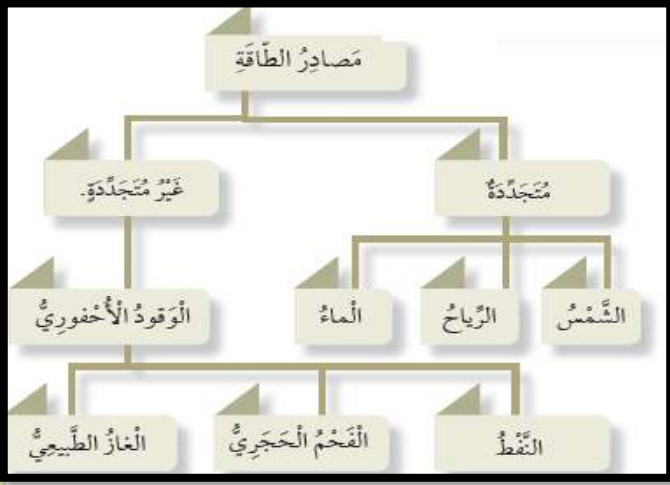 مَصادِرُ الطّاقَةِ
مُتَجَدِّدَةٌ
غَيْرُ مُتَجَدِّدَةٍ.
الشَّمْسُ
الرِّياحُ
الْماءُ
الْوَقودُ الْأُحْفورِيُّ
النَّفْطُ
الْفَحْمُ الْحَجَرِيُّ
الْغازُ الطَّبيعِيُّ